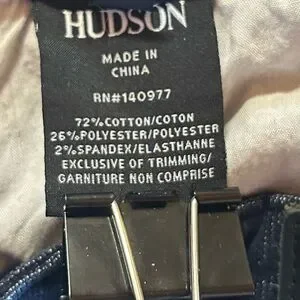 HUDSON
MADE IN
CHINA
RN#140977
72%COTTON/COTON
26%POLYESTER/POLYESTER
2%SPANDEX/ELASTHANNE
EXCLUSIVE OF TRIMMING/
GARNITURE NON COMPRISE